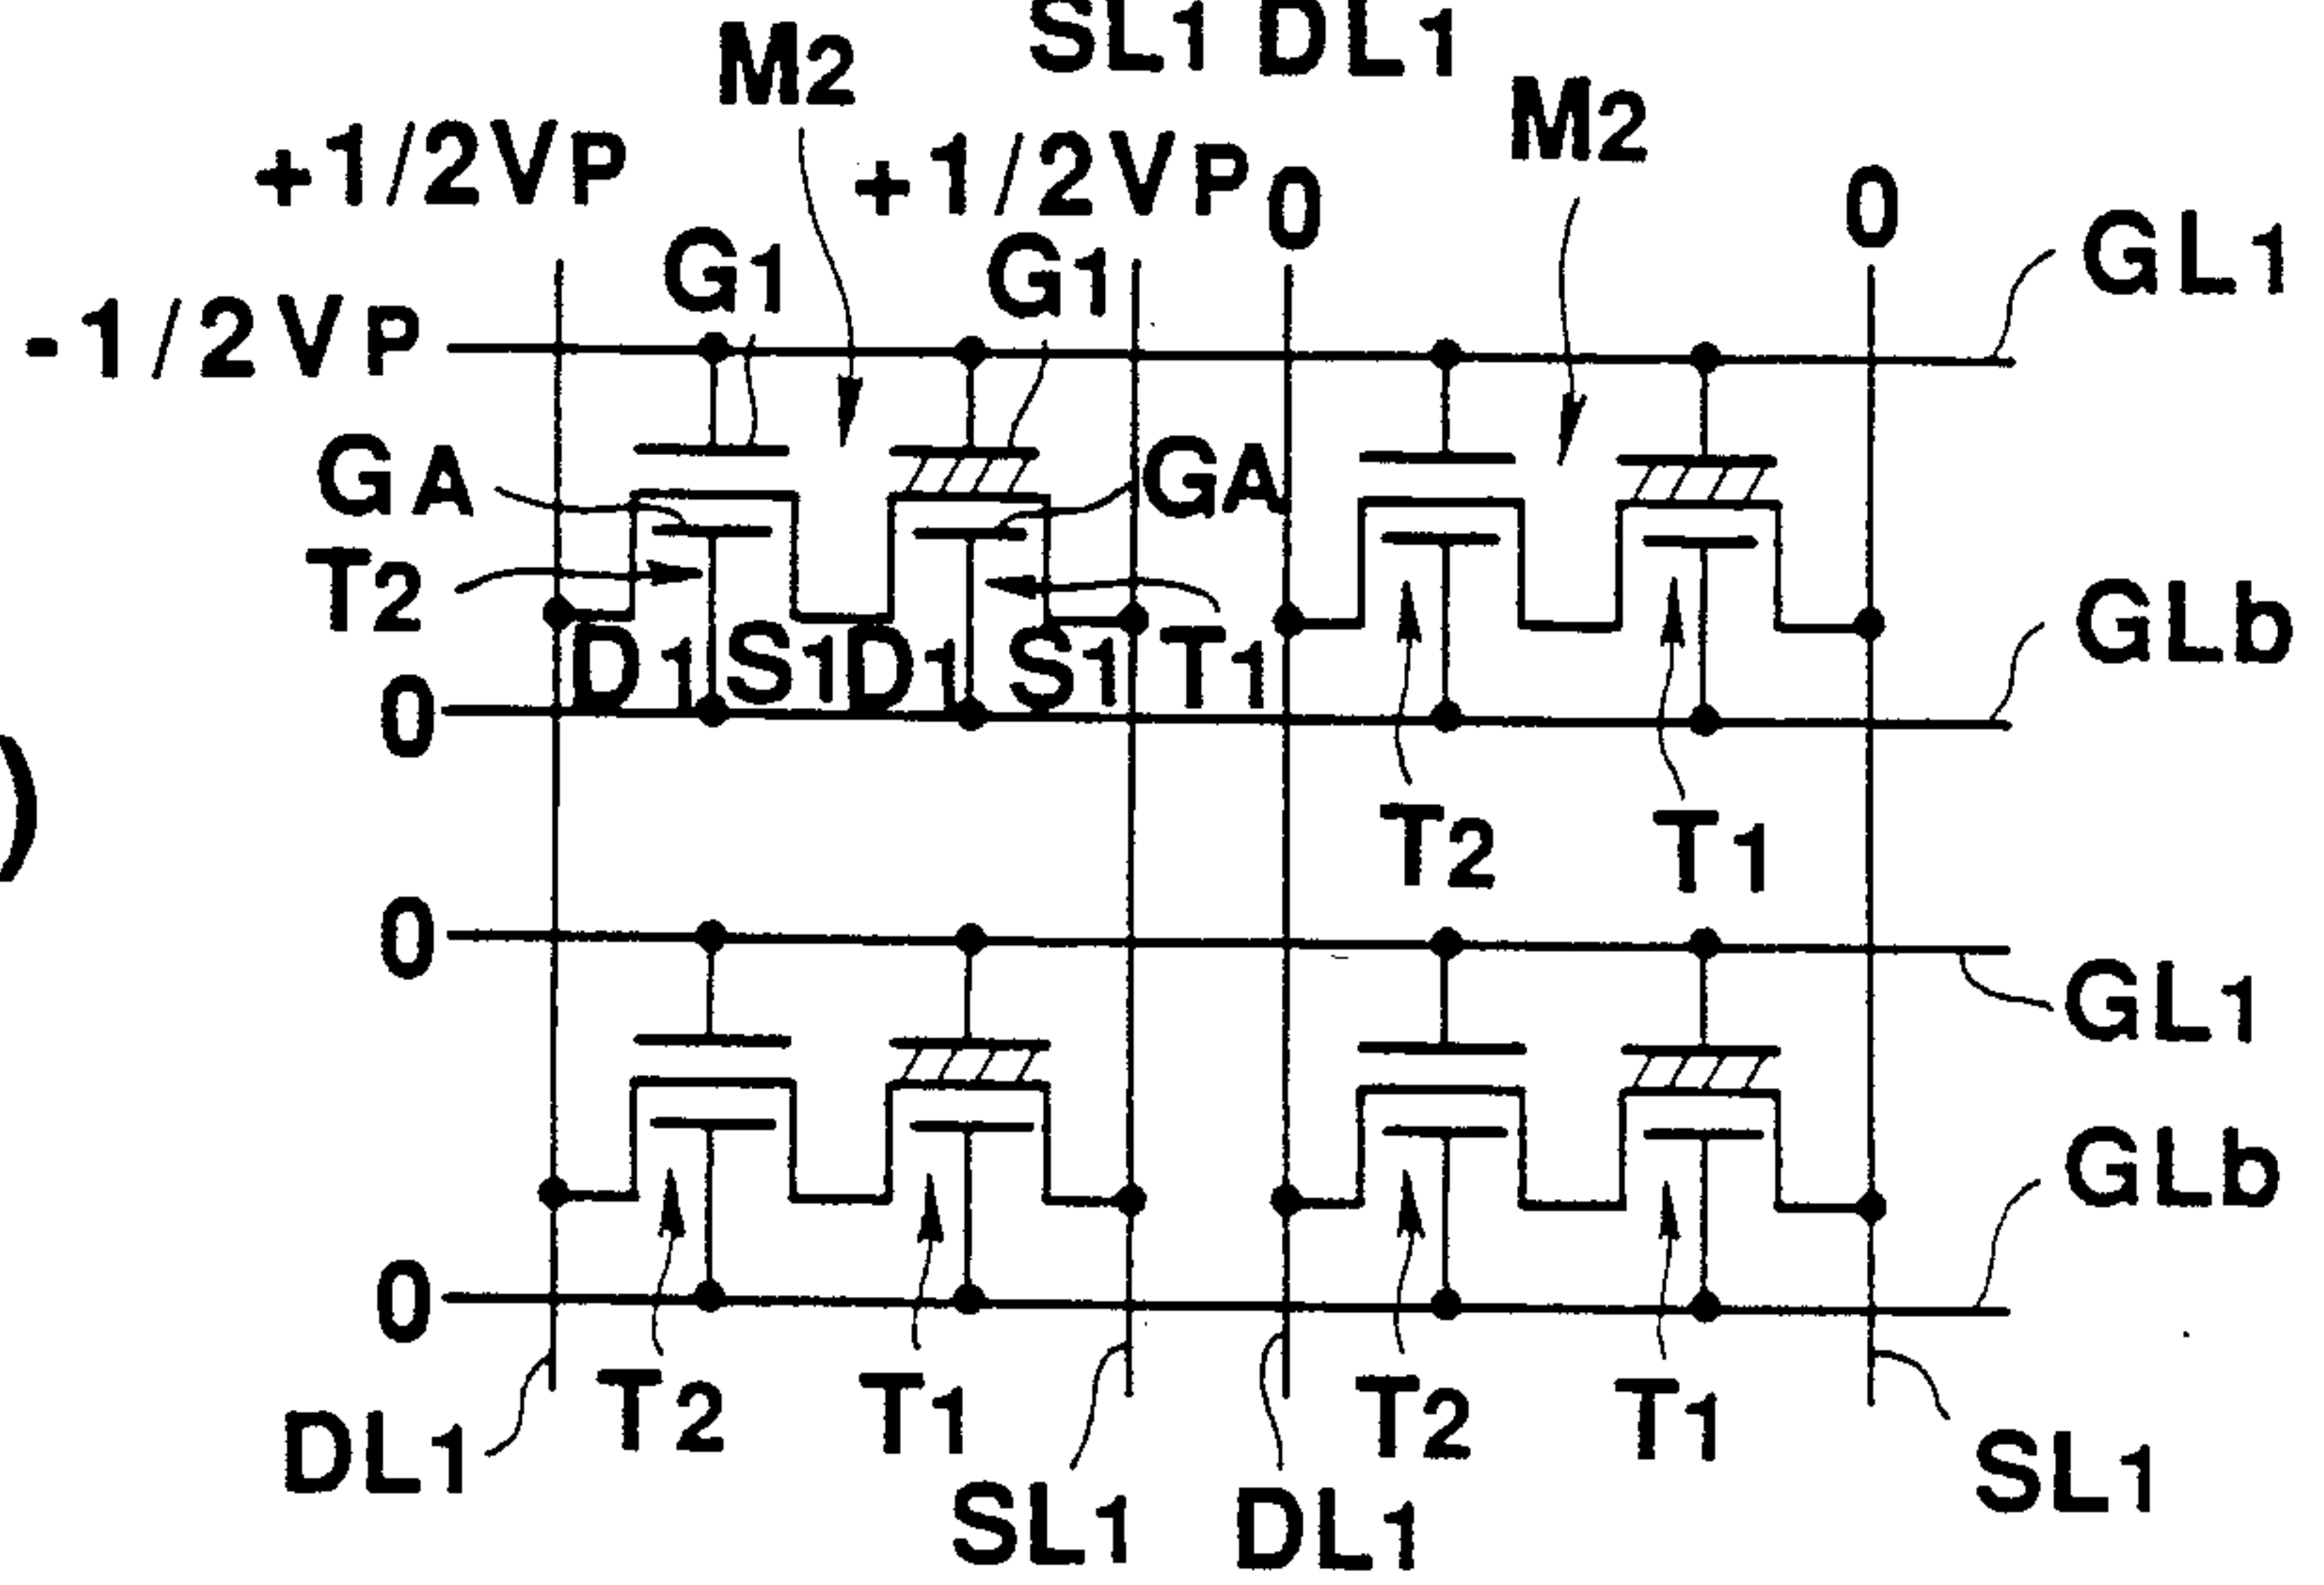 SL1 DL1
M2
M2
+1/2VP
+1/2VP
0
0
G1
G1
GL1
-1/2VP
GA
GA
T2
GLb
D1 S1 D1 S1 T1
0
)
T2
T1
0
GL1
GLb
0
T2
T1
T2
T1
DL1
SL1
SL1
DL1